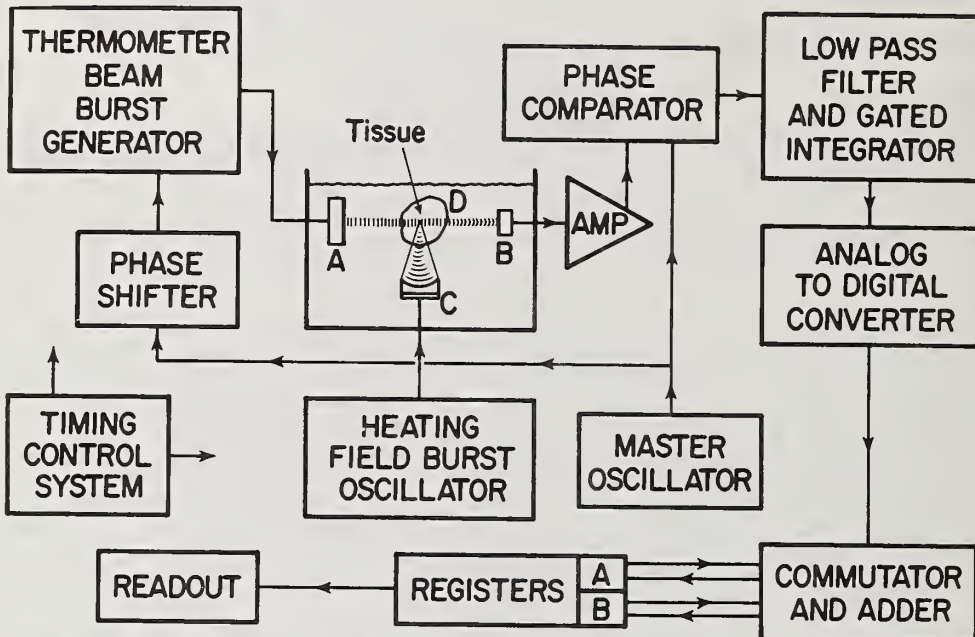 THERMOMETER
BEAM
BURST
GENERATOR
PHASE
COMPARATOR
LOW PASS
FILTER
AND GATED
INTEGRATOR
Tissue
D
A
B
C
AMP
PHASE
SHIFTER
ANALOG
TO DIGITAL
CONVERTER
TIMING
CONTROL
SYSTEM
HEATING
FIELD BURST
OSCILLATOR
MASTER
OSCILLATOR
READOUT
REGISTERS
A
B
COMMUTATOR
AND ADDER